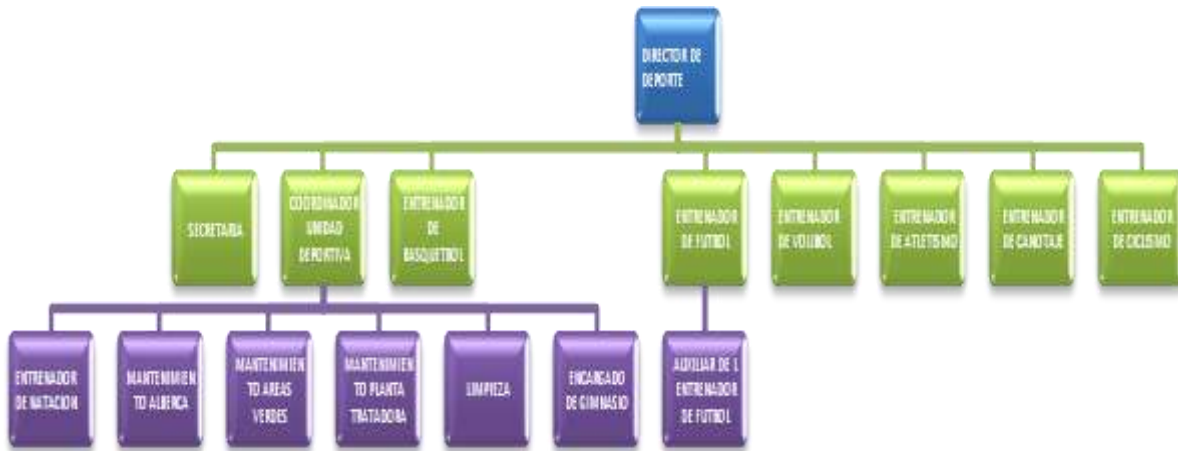 DIRECTOR DE
DEPORTE
SECRETARIA
COORDINADOR
UNIDAD
DEPORTIVA
ENTRENADOR
DE
BASQUETBOL
ENTRENADOR
DE FUTBOL
ENTRENADOR
DE VOLIBOL
ENTRENADOR
DE ATLETISMO
ENTRENADOR
DE CANOTAJE
ENTRENADOR
DE CICLISMO
ENTRENADOR
DE NATACION
MANTENIMIEN
TO ALBERCA
MANTENIMIEN
TO AREAS
VERDES
MANTENIMIEN
TO PLANTA
TRATADORA
LIMPIEZA
ENCARGADO
DE GIMNASIO
AUXILIAR DE L
ENTRENADOR
DE FUTBOL